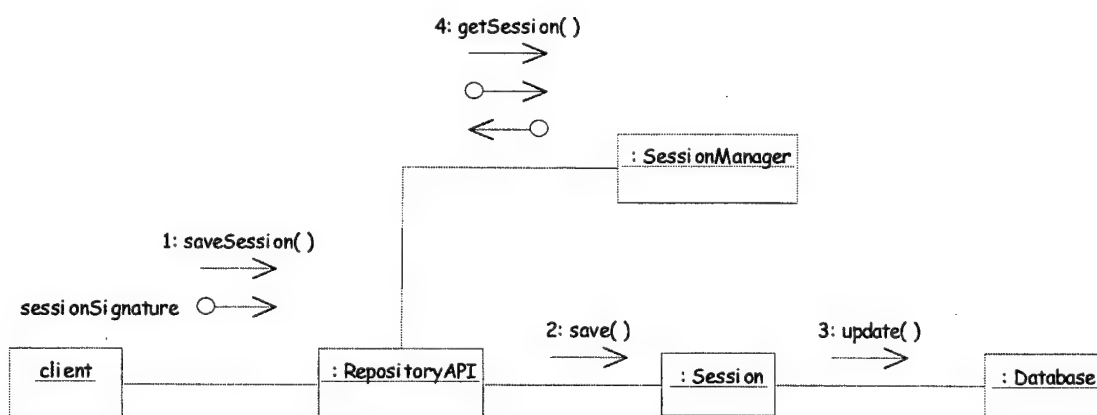 4: getSession( )
: SessionManager
1: saveSession( )
sessionSignature
2: save( )
3: update( )
client
: RepositoryAPI
: Session
: Database